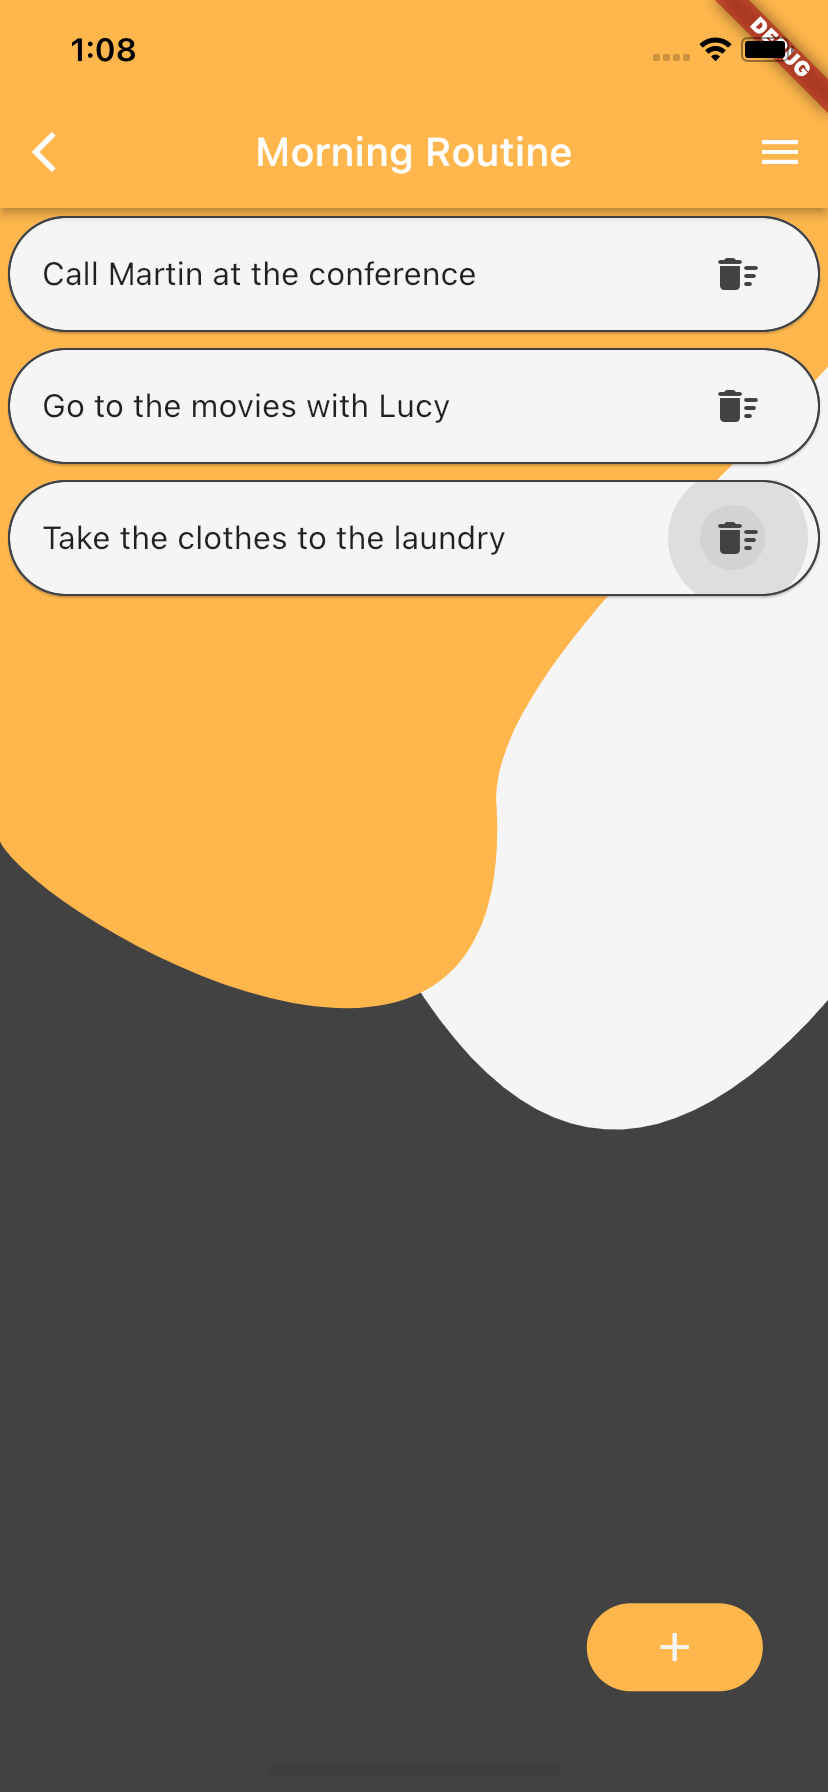 1:08
DEBUG
Morning Routine
Call Martin at the conference
Go to the movies with Lucy
Take the clothes to the laundry
+